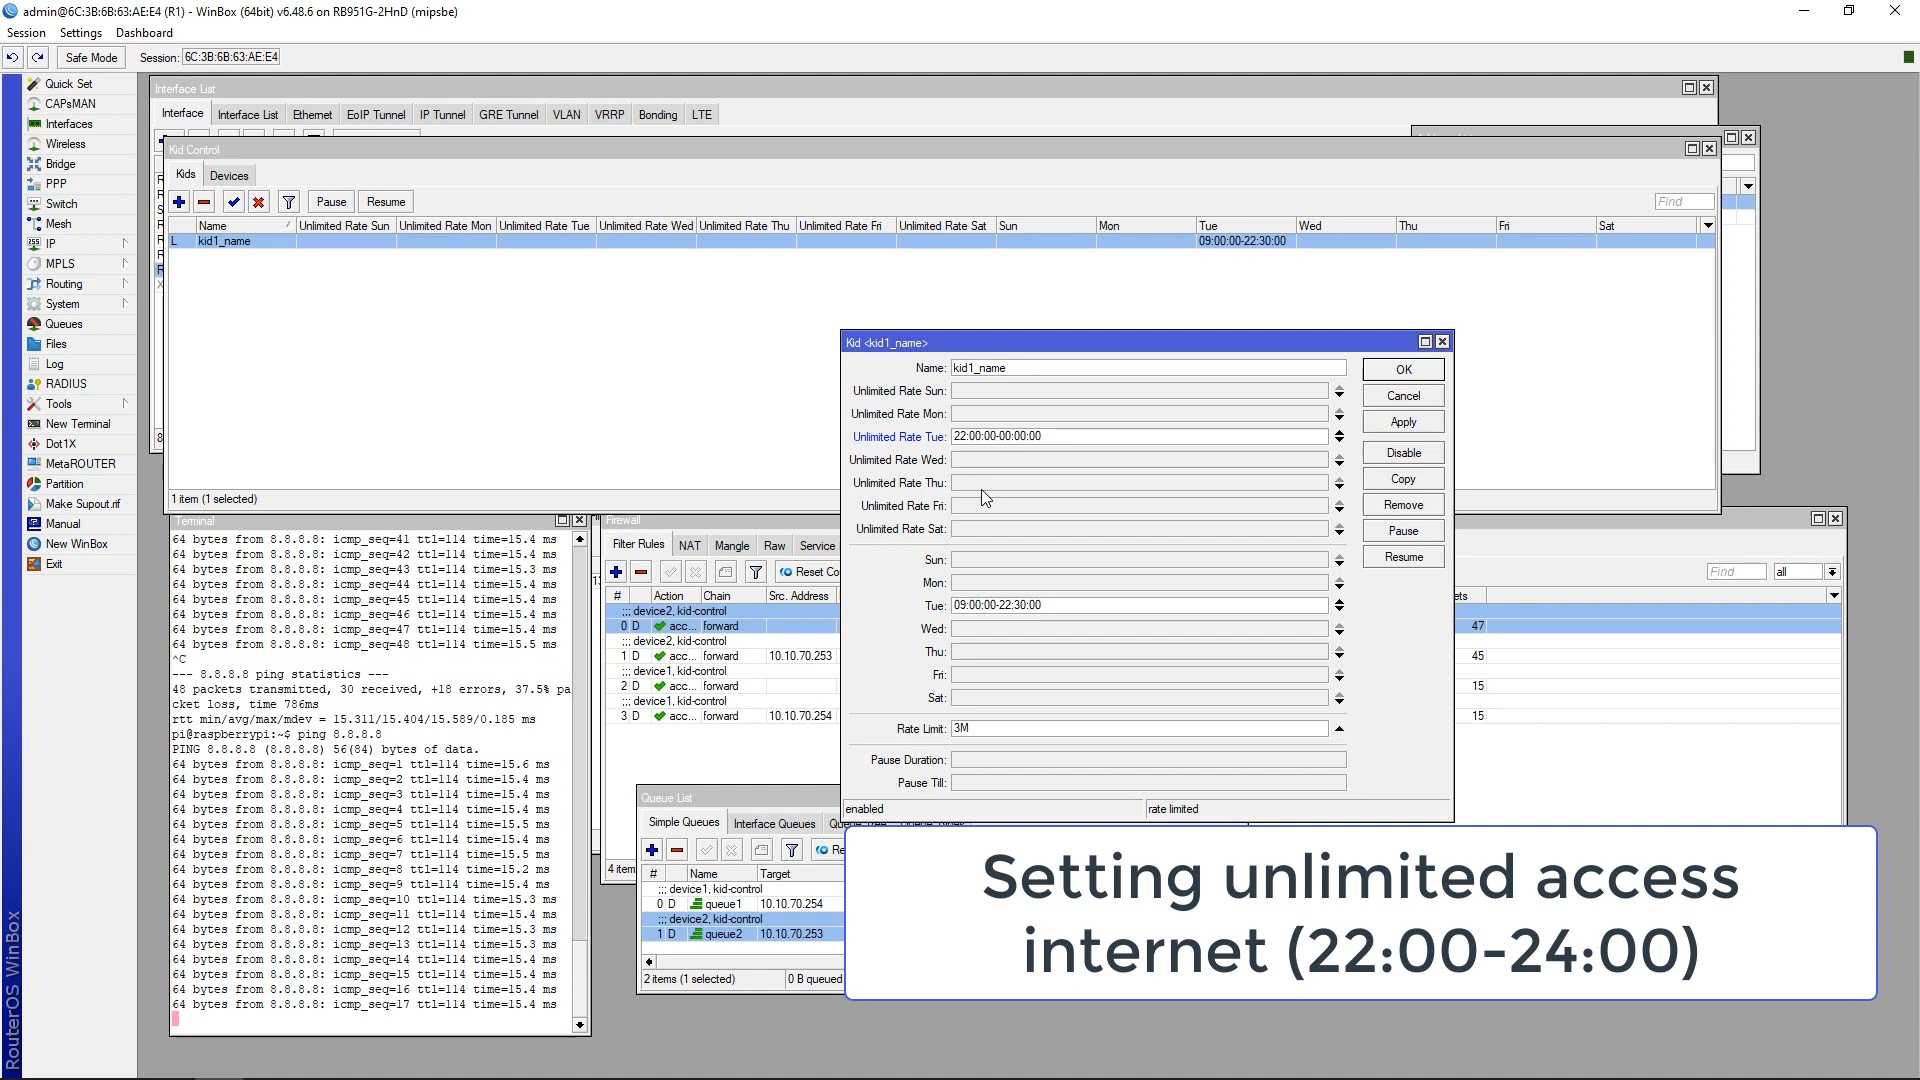 admin@6C:3B:6B:63:AE:E4 (R1) - WinBox (64bit) v6.48.6 on RB951G-2HnD (mipsbe)
Session Settings Dashboard
Safe Mode Session: 6C:3B:6B:63:AE:E4
Quick Set
CAPsMAN
Interfaces
Wireless
Bridge
PPP
Switch
Mesh
IP
MPLS
Routing
System
Queues
Files
Log
RADIUS
Tools
New Terminal
Dot1X
MetaROUTER
Partition
Make Supout.rif
Manual
New WinBox
Exit
RouterOS WinBox
Interface List
Interface Interface List Ethernet EoIP Tunnel IP Tunnel GRE Tunnel VLAN VRRP Bonding LTE
Kid Control
Kids Devices
Pause Resume Find
Name Unlimited Rate Sun Unlimited Rate Mon Unlimited Rate Tue Unlimited Rate Wed Unlimited Rate Thu Unlimited Rate Fri Unlimited Rate Sat Sun Mon Tue Wed Thu Fri Sat
L kid1_name 09:00:00-22:30:00
1 item (1 selected)
Kid <kid1_name>
Name: kid1_name
Unlimited Rate Sun:
Unlimited Rate Mon:
Unlimited Rate Tue: 22:00:00-00:00:00
Unlimited Rate Wed:
Unlimited Rate Thu:
Unlimited Rate Fri:
Unlimited Rate Sat:
Sun:
Mon:
Tue: 09:00:00-22:30:00
Wed:
Thu:
Fri:
Sat:
Rate Limit: 3M
Pause Duration:
Pause Till:
enabled rate limited
OK
Cancel
Apply
Disable
Copy
Remove
Pause
Resume
Terminal
64 bytes from 8.8.8.8: icmp_seq=41 ttl=114 time=15.4 ms
64 bytes from 8.8.8.8: icmp_seq=42 ttl=114 time=15.4 ms
64 bytes from 8.8.8.8: icmp_seq=43 ttl=114 time=15.3 ms
64 bytes from 8.8.8.8: icmp_seq=44 ttl=114 time=15.4 ms
64 bytes from 8.8.8.8: icmp_seq=45 ttl=114 time=15.4 ms
64 bytes from 8.8.8.8: icmp_seq=46 ttl=114 time=15.4 ms
64 bytes from 8.8.8.8: icmp_seq=47 ttl=114 time=15.4 ms
64 bytes from 8.8.8.8: icmp_seq=48 ttl=114 time=15.5 ms
^C
--- 8.8.8.8 ping statistics ---
48 packets transmitted, 30 received, +18 errors, 37.5% pa
cket loss, time 786ms
rtt min/avg/max/mdev = 15.311/15.404/15.589/0.185 ms
pi@raspberrypi:~$ ping 8.8.8.8
PING 8.8.8.8 (8.8.8.8) 56(84) bytes of data.
64 bytes from 8.8.8.8: icmp_seq=1 ttl=114 time=15.6 ms
64 bytes from 8.8.8.8: icmp_seq=2 ttl=114 time=15.4 ms
64 bytes from 8.8.8.8: icmp_seq=3 ttl=114 time=15.4 ms
64 bytes from 8.8.8.8: icmp_seq=4 ttl=114 time=15.4 ms
64 bytes from 8.8.8.8: icmp_seq=5 ttl=114 time=15.5 ms
64 bytes from 8.8.8.8: icmp_seq=6 ttl=114 time=15.4 ms
64 bytes from 8.8.8.8: icmp_seq=7 ttl=114 time=15.5 ms
64 bytes from 8.8.8.8: icmp_seq=8 ttl=114 time=15.2 ms
64 bytes from 8.8.8.8: icmp_seq=9 ttl=114 time=15.4 ms
64 bytes from 8.8.8.8: icmp_seq=10 ttl=114 time=15.3 ms
64 bytes from 8.8.8.8: icmp_seq=11 ttl=114 time=15.4 ms
64 bytes from 8.8.8.8: icmp_seq=12 ttl=114 time=15.3 ms
64 bytes from 8.8.8.8: icmp_seq=13 ttl=114 time=15.3 ms
64 bytes from 8.8.8.8: icmp_seq=14 ttl=114 time=15.4 ms
64 bytes from 8.8.8.8: icmp_seq=15 ttl=114 time=15.4 ms
64 bytes from 8.8.8.8: icmp_seq=16 ttl=114 time=15.4 ms
64 bytes from 8.8.8.8: icmp_seq=17 ttl=114 time=15.4 ms
Firewall
Filter Rules NAT Mangle Raw Service
Reset Co Find all
# Action Chain Src. Address ets
;;; device2, kid-control
0 D acc... forward 47
;;; device2, kid-control
1 D acc... forward 10.10.70.253 45
;;; device1, kid-control
2 D acc... forward 15
;;; device1, kid-control
3 D acc... forward 10.10.70.254 15
4 item
Queue List
Simple Queues Interface Queues
Re
# Name Target
;;; device1, kid-control
0 D queue1 10.10.70.254
;;; device2, kid-control
1 D queue2 10.10.70.253
2 items (1 selected) 0 B queued
Setting unlimited access
internet (22:00-24:00)